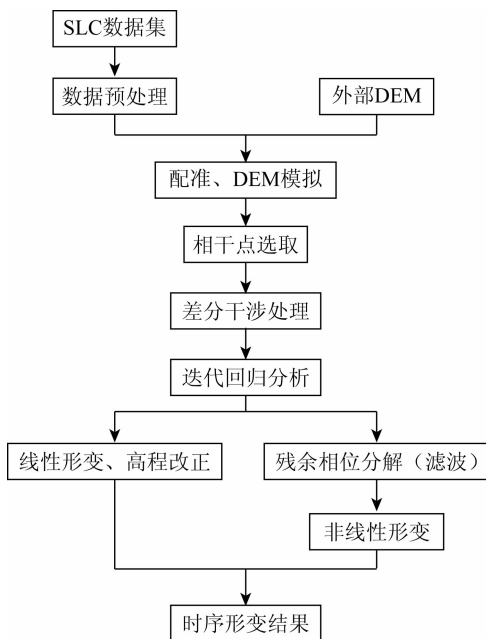 SLC数据集
数据预处理
外部DEM
配准、DEM模拟
相干点选取
差分干涉处理
迭代回归分析
线性形变、高程改正
残余相位分解（滤波）
非线性形变
时序形变结果